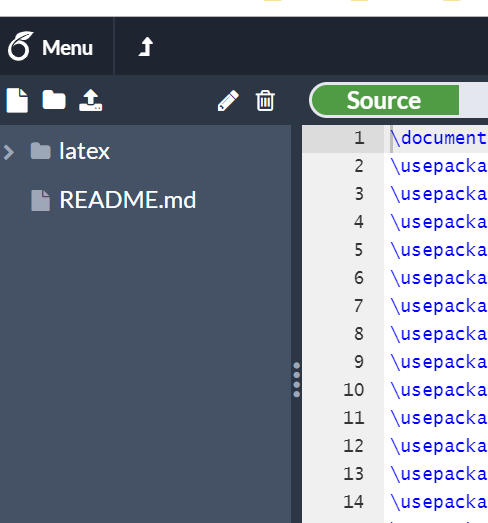 Menu
Source
latex
README.md
1 \document
2 \usepacka
3 \usepacka
4 \usepacka
5 \usepacka
6 \usepacka
7 \usepacka
8 \usepacka
9 \usepacka
10 \usepacka
11 \usepacka
12 \usepacka
13 \usepacka
14 \usepacka